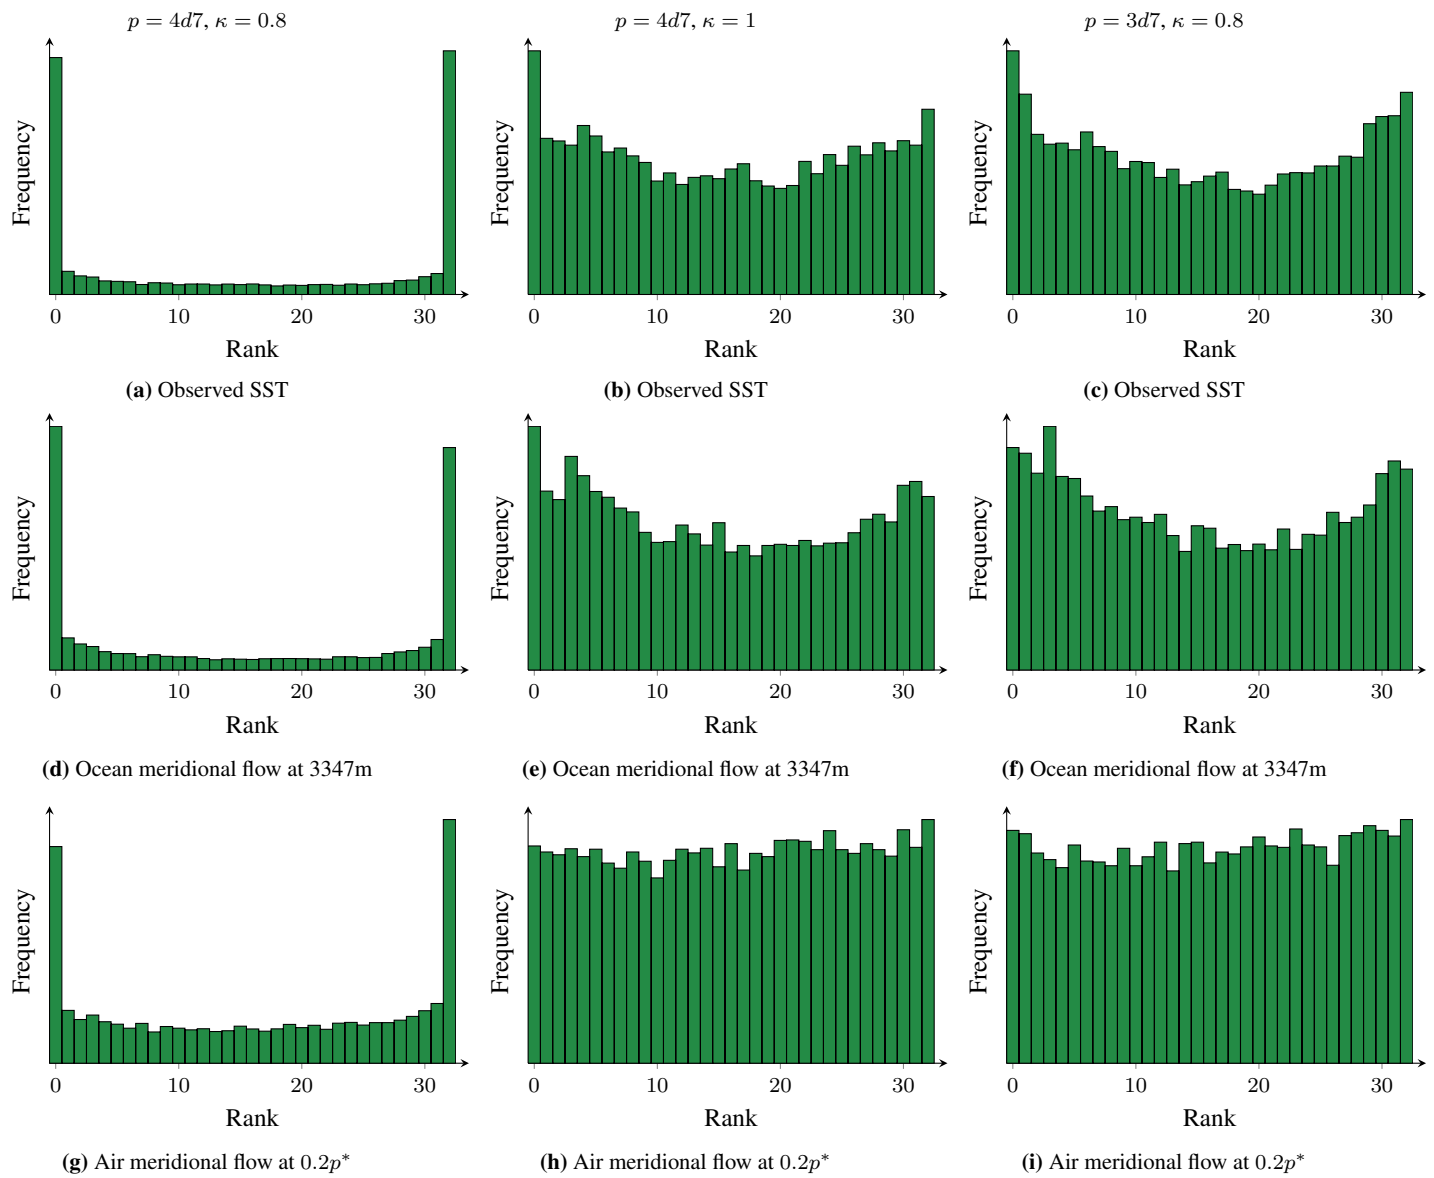 p = 4d7, κ = 0.8
p = 4d7, κ = 1
p = 3d7, κ = 0.8
Frequency
Frequency
Frequency
0 10 20 30
0 10 20 30
0 10 20 30
Rank
Rank
Rank
(a) Observed SST
(b) Observed SST
(c) Observed SST
Frequency
Frequency
Frequency
0 10 20 30
0 10 20 30
0 10 20 30
Rank
Rank
Rank
(d) Ocean meridional flow at 3347m
(e) Ocean meridional flow at 3347m
(f) Ocean meridional flow at 3347m
Frequency
Frequency
Frequency
0 10 20 30
0 10 20 30
0 10 20 30
Rank
Rank
Rank
(g) Air meridional flow at 0.2p*
(h) Air meridional flow at 0.2p*
(i) Air meridional flow at 0.2p*